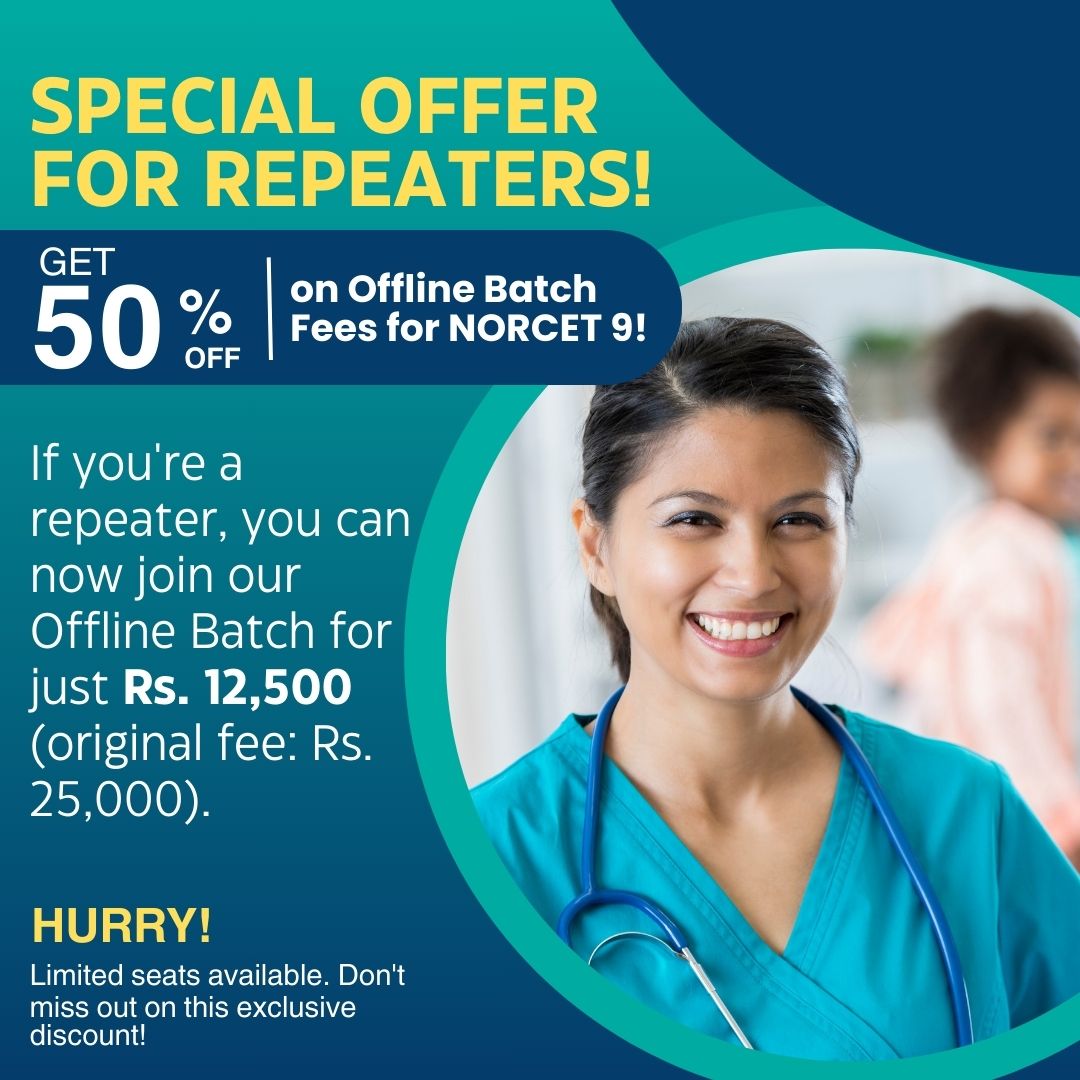 SPECIAL OFFER
FOR REPEATERS!
GET
50 %
OFF
on Offline Batch
Fees for NORCET 9!
If you're a
repeater, you can
now join our
Offline Batch for
just Rs. 12,500
(original fee: Rs.
25,000).
HURRY!
Limited seats available. Don't
miss out on this exclusive
discount!